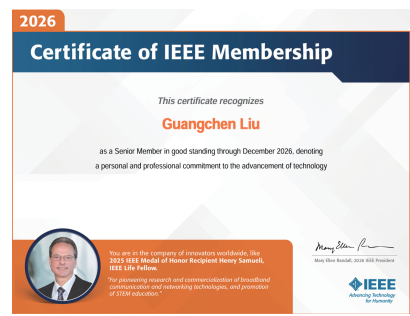 2026
Certificate of IEEE Membership
This certificate recognizes
Guangchen Liu
as a Senior Member in good standing through December 2026, denoting
a personal and professional commitment to the advancement of technology
You are in the company of innovators worldwide, like
2025 IEEE Medal of Honor Recipient Henry Samueli,
IEEE Life Fellow.
"For pioneering research and commercialization of broadband
communication and networking technologies, and promotion
of STEM education."
Mary Ellen Randall, 2026 IEEE President
IEEE
Advancing Technology
for Humanity